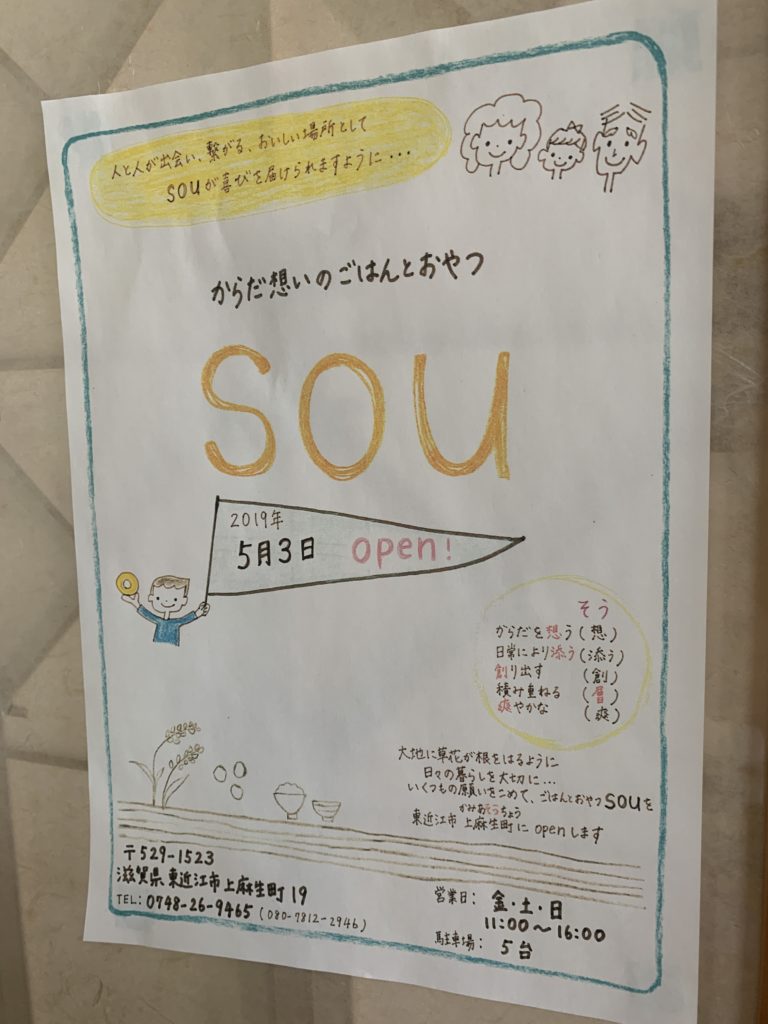 人と人が出会い、繋がる、おいしい場所として
SOUが喜びを届けられますように・・・
からだ想いのごはんとおやつ
SOU
2019年
5月3日 open!
そう
からだを想う(想)
日常により添う(添う)
創り出す (創)
積み重ねる (層)
爽やかな (爽)
大地に草花が根をはるように
日々の暮らしを大切に・・・
いくつもの願いをこめて、ごはんとおやつSOUを
かみあそうちょう
東近江市 上麻生町に openします
〒529-1523
滋賀県東近江市上麻生町19
TEL: 0748-26-9465 (080-7812-2946)
営業日: 金・土・日
11:00〜16:00
駐車場: 5台